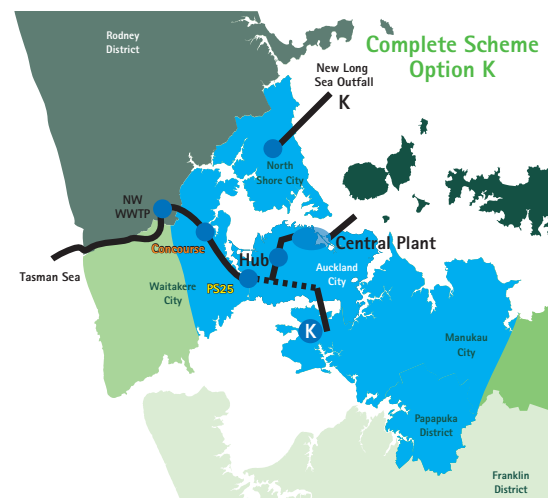 Rodney
District
Complete Scheme
Option K
New Long
Sea Outfall
K
North
Shore City
NW
WWTP
Concourse
Hub
Central Plant
Tasman Sea
Auckland
City
Waitakere
City
PS25
K
Manukau
City
Papapuka
District
Franklin
District